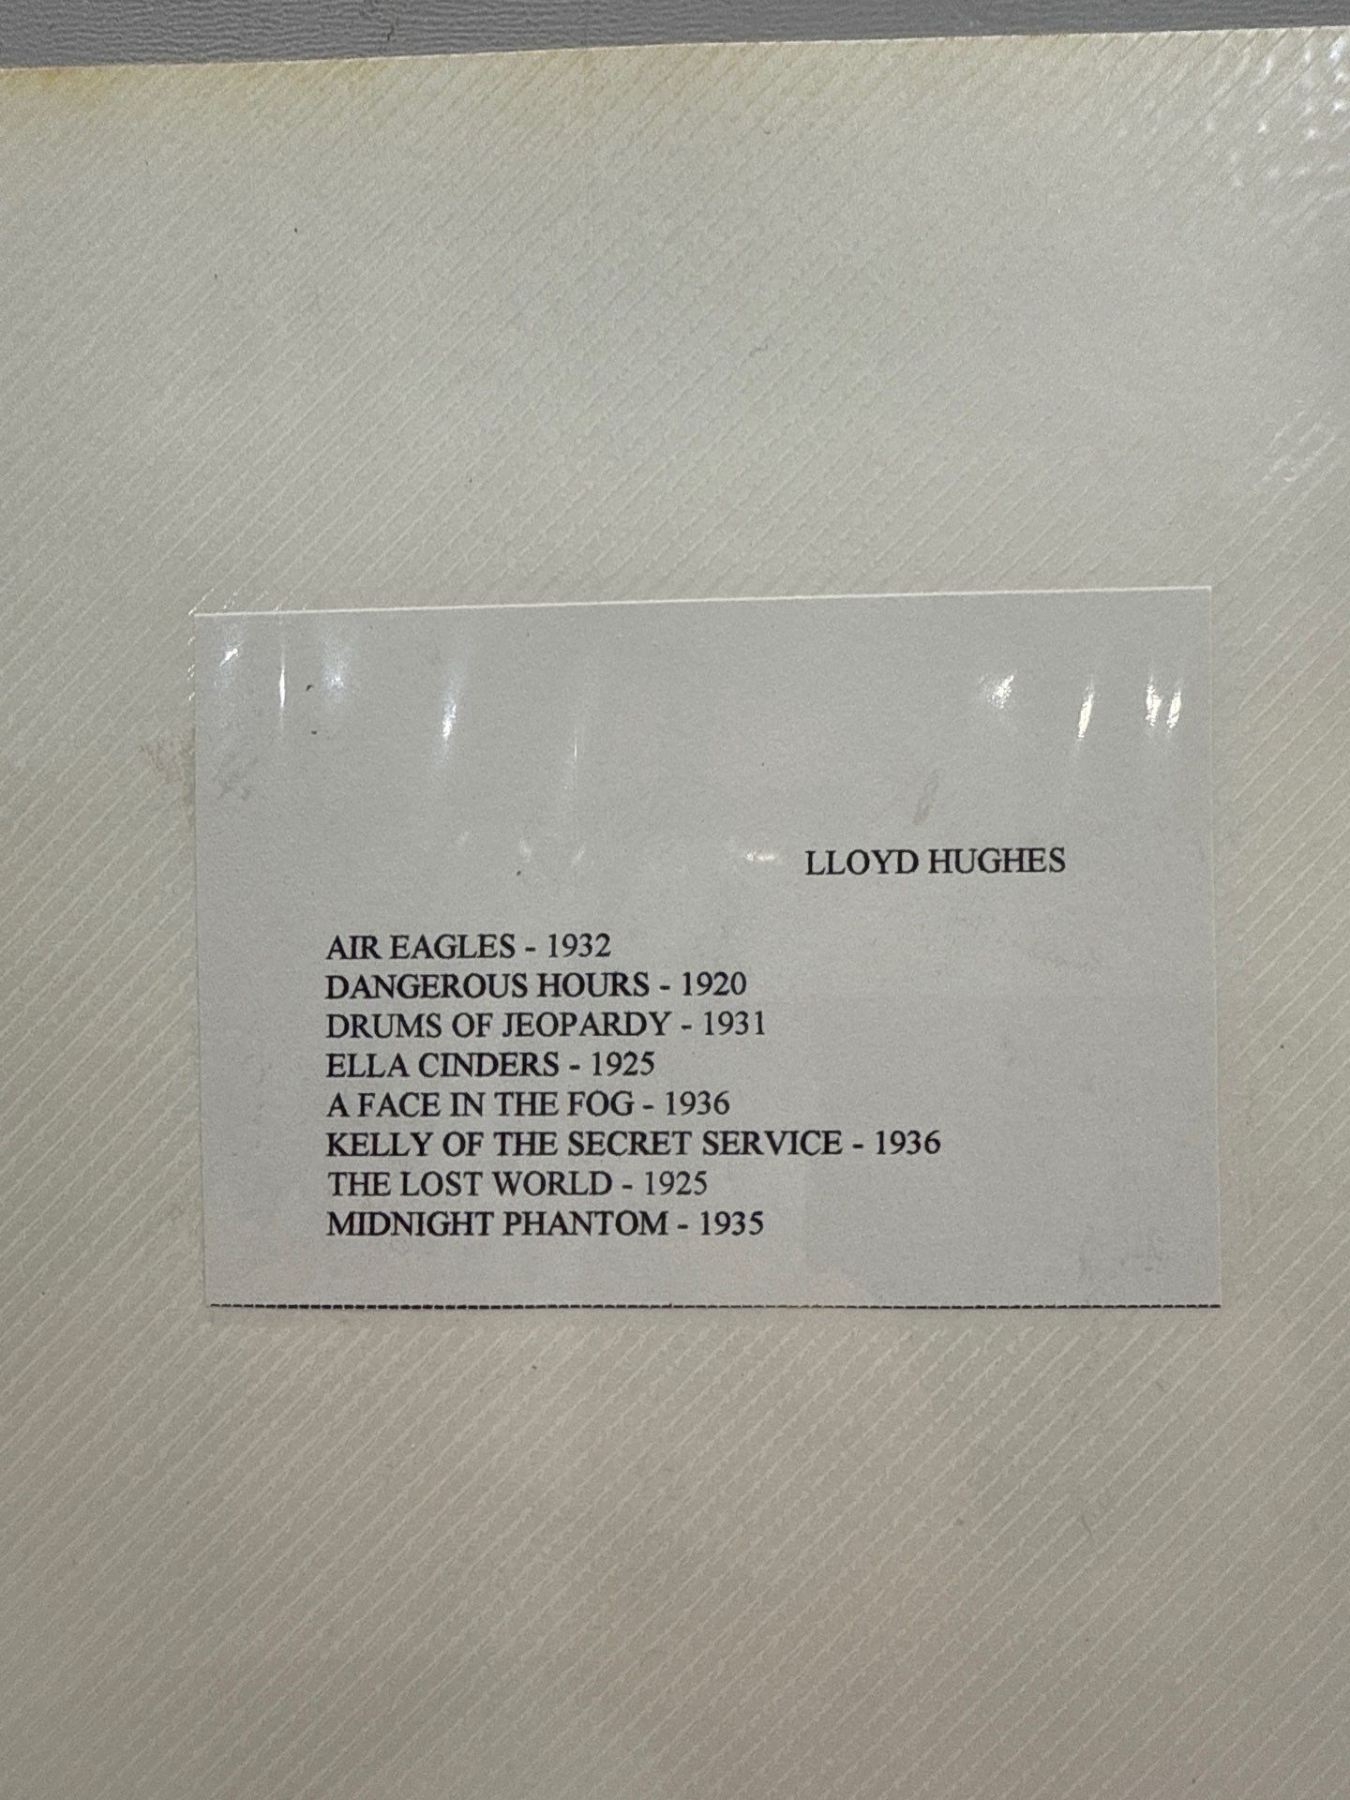 LLOYD HUGHES
AIR EAGLES - 1932
DANGEROUS HOURS - 1920
DRUMS OF JEOPARDY - 1931
ELLA CINDERS - 1925
A FACE IN THE FOG - 1936
KELLY OF THE SECRET SERVICE - 1936
THE LOST WORLD - 1925
MIDNIGHT PHANTOM - 1935